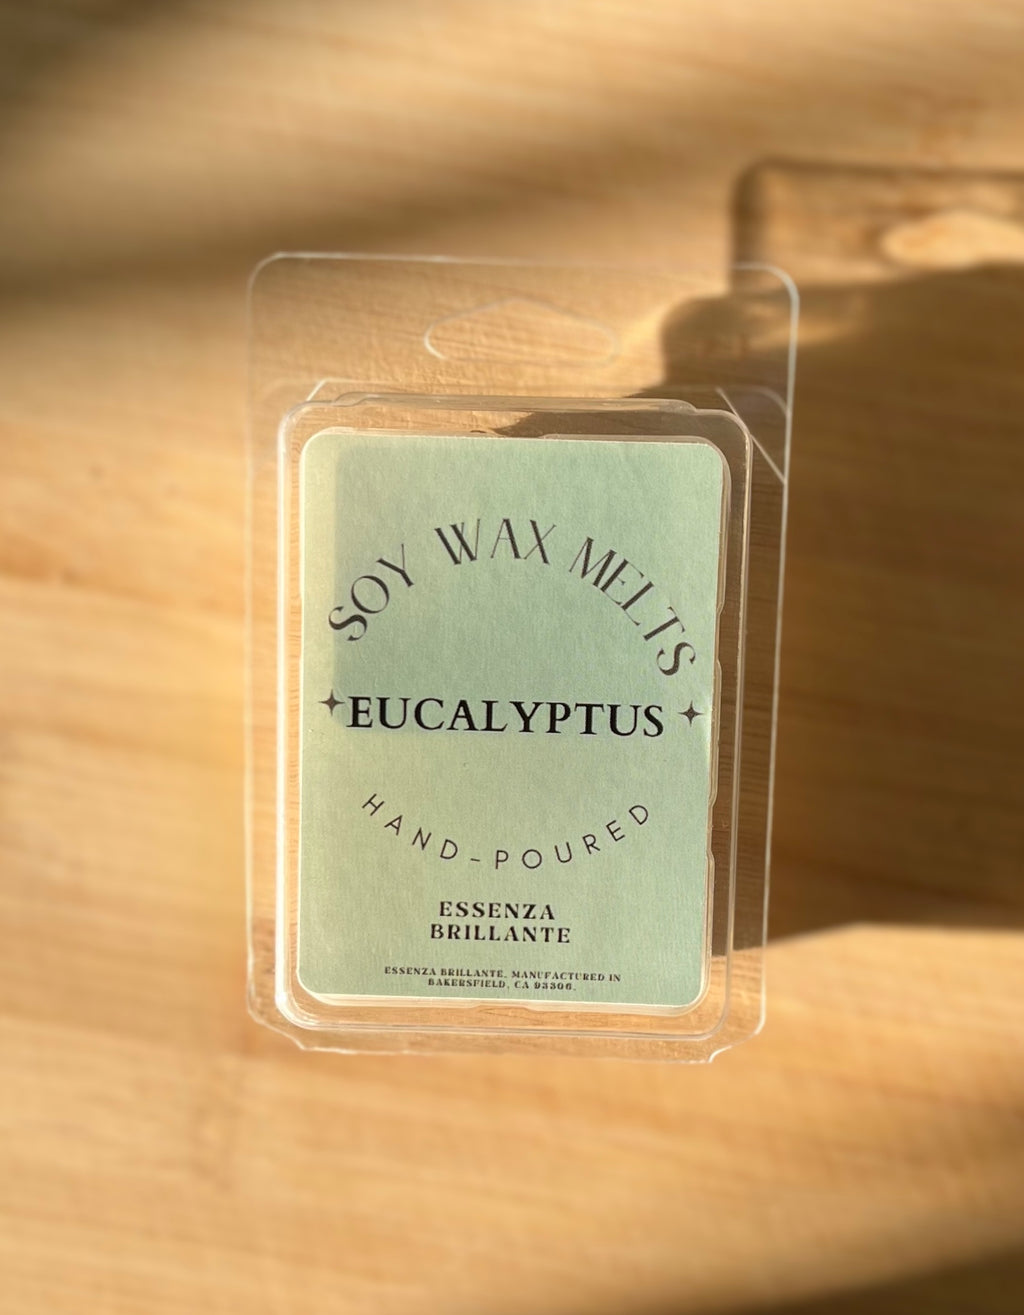 SOY WAX MELTS
EUCALYPTUS
HAND-POURED
ESSENZA
BRILLANTE
ESSENZA BRILLANTE. MANUFACTURED IN
BAKERSFIELD, CA 93306.